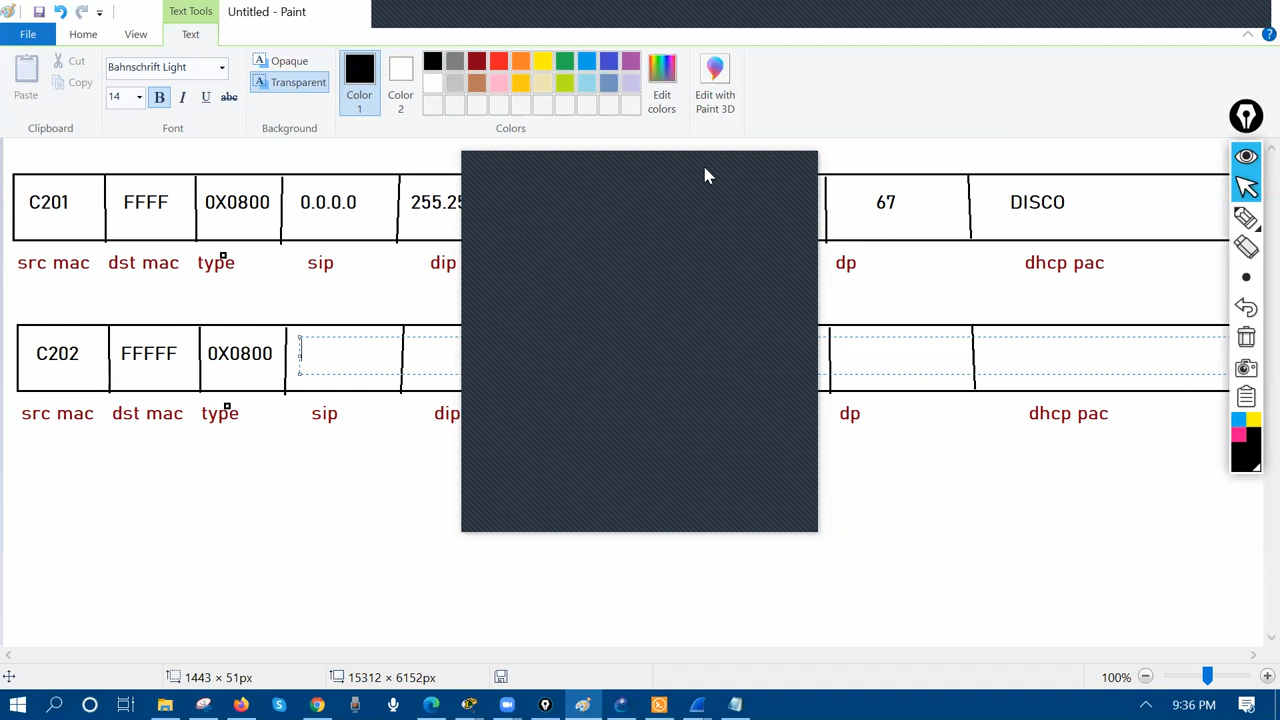 Text Tools
Untitled - Paint
File
Home
View
Text
Paste
Cut
Copy
Clipboard
Bahnschrift Light
14
B
I
U
abc
Font
Opaque
Transparent
Background
Color 1
Color 2
Colors
Edit colors
Edit with Paint 3D
C201 FFFF 0X0800 0.0.0.0 255.25 67 DISCO
src mac dst mac type sip dip dp dhcp pac
C202 FFFFF 0X0800
src mac dst mac type sip dip dp dhcp pac
1443 × 51px
15312 × 6152px
100%
9:36 PM